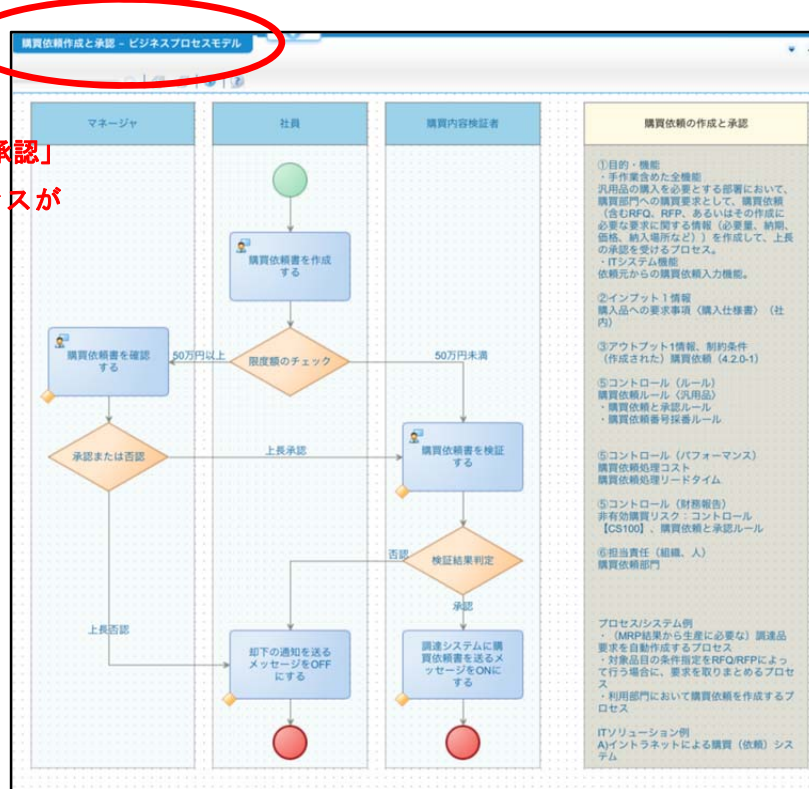 購買依頼作成と承認 – ビジネスプロセスモデル
マネージャ
社員
購買内容検証者
購買依頼の作成と承認
承認」
スが
購買依頼書を作成
する
購買依頼書を確認
する
50万円以上
限度額のチェック
50万円未満
承認または否認
上長承認
購買依頼書を検証
する
否認
検証結果判定
承認
上長否認
却下の通知を送る
メッセージをOFF
にする
調達システムに購
買依頼書を送るメ
ッセージをONに
する
①目的・機能
・手作業含めた全機能
汎用品の購入を必要とする部署において、
購買部門への購買要求として、購買依頼
（含むRFQ、RFP、あるいはその作成に
必要な要求に関する情報（必要量、納期、
価格、納入場所など））を作成して、上長
の承認を受けるプロセス。
・ITシステム機能
依頼元からの購買依頼入力機能。
②インプット1情報
購入品への要求事項〈購入仕様書〉（社
内）
③アウトプット1情報、制約条件
（作成された）購買依頼（4.2.0-1）
⑤コントロール（ルール）
購買依頼ルール〈汎用品〉
・購買依頼と承認ルール
・購買依頼番号採番ルール
⑤コントロール（パフォーマンス）
購買依頼処理コスト
購買依頼処理リードタイム
⑤コントロール（財務報告）
非有効購買リスク：コントロール
【CS100】、購買依頼と承認ルール
⑥担当責任（組織、人）
購買依頼部門
プロセス/システム例
・（MRP結果から生産に必要な）調達品
要求を自動作成するプロセス
・対象品目の条件指定をRFQ/RFPによっ
て行う場合に、要求を取りまとめるプロセ
ス
・利用部門において購買依頼を作成するプ
ロセス
ITソリューション例
A)イントラネットによる購買（依頼）シス
テム